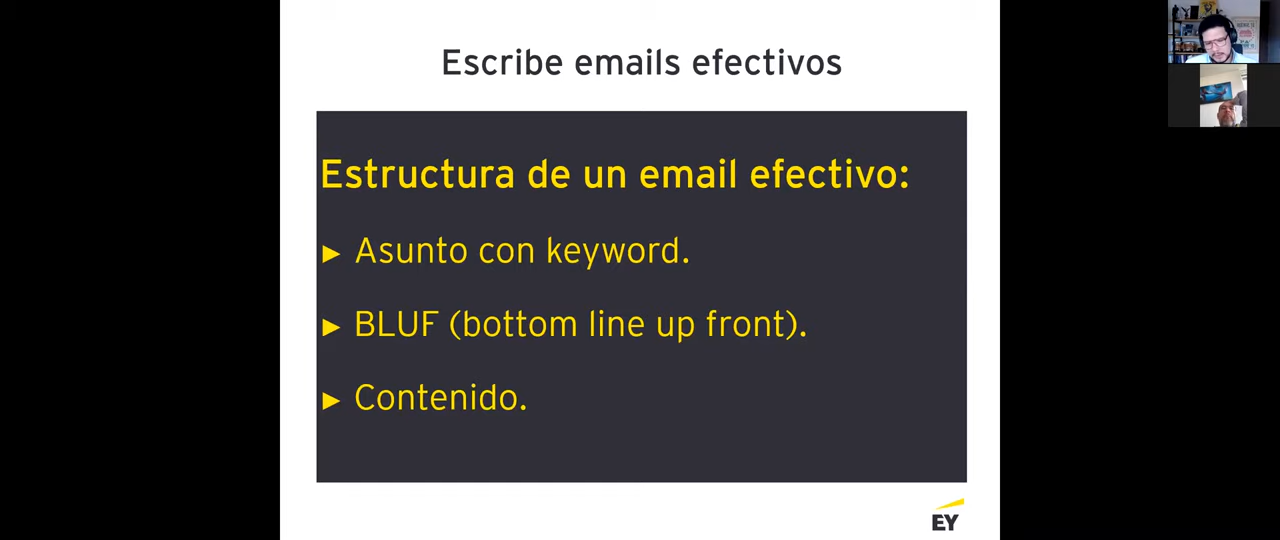 Escribe emails efectivos
Estructura de un email efectivo:
► Asunto con keyword.
► BLUF (bottom line up front).
► Contenido.
EY